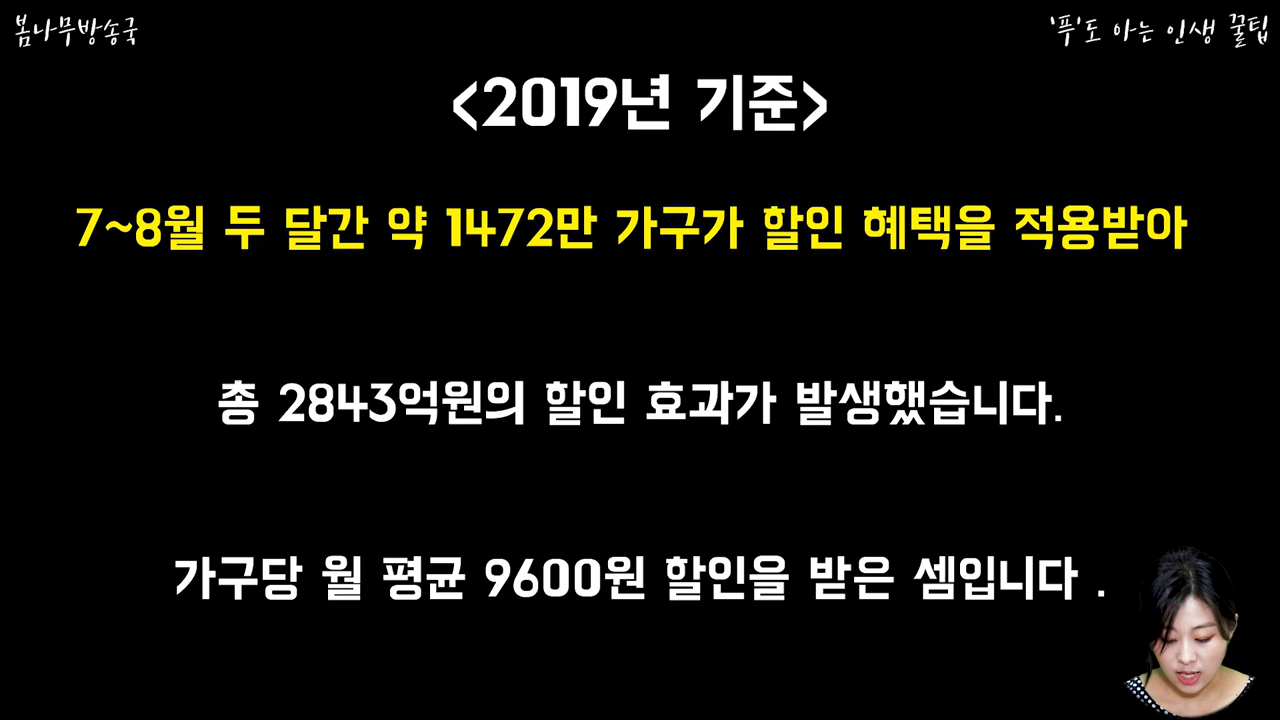 봄나무방송국
'푸'도 아는 인생 꿀팁
<2019년 기준>
7~8월 두 달간 약 1472만 가구가 할인 혜택을 적용받아
총 2843억원의 할인 효과가 발생했습니다.
가구당 월 평균 9600원 할인을 받은 셈입니다 .